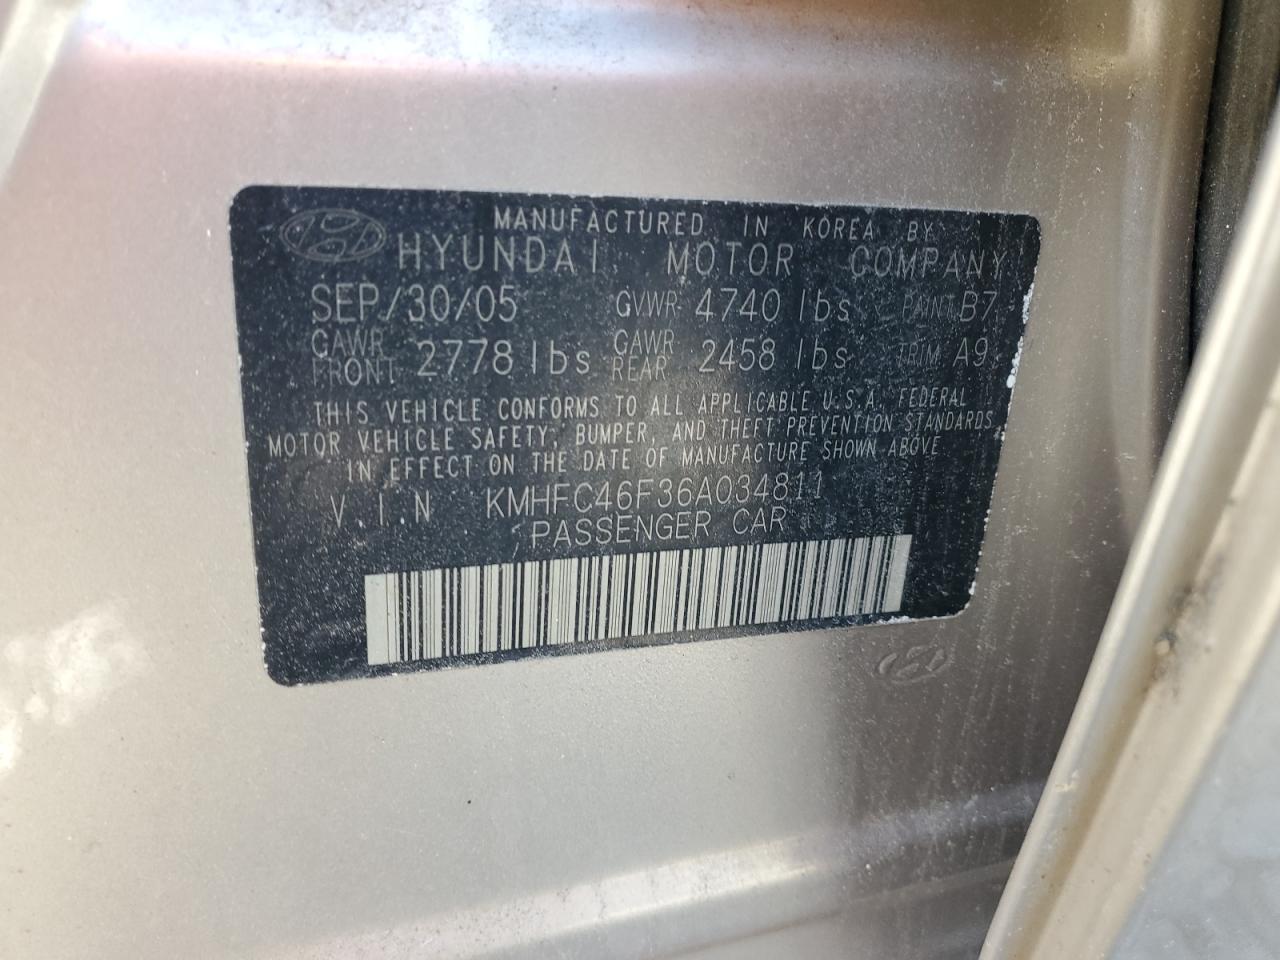 MANUFACTURED IN KOREA BY
HYUNDAI MOTOR COMPANY
SEP/30/05 GVWR 4740 lbs PAINT B7
GAWR FRONT 2778 lbs GAWR REAR 2458 lbs TRIM A9
THIS VEHICLE CONFORMS TO ALL APPLICABLE U.S.A. FEDERAL
MOTOR VEHICLE SAFETY, BUMPER, AND THEFT PREVENTION STANDARDS
IN EFFECT ON THE DATE OF MANUFACTURE SHOWN ABOVE
V.I.N KMHFC46F36A034811
PASSENGER CAR